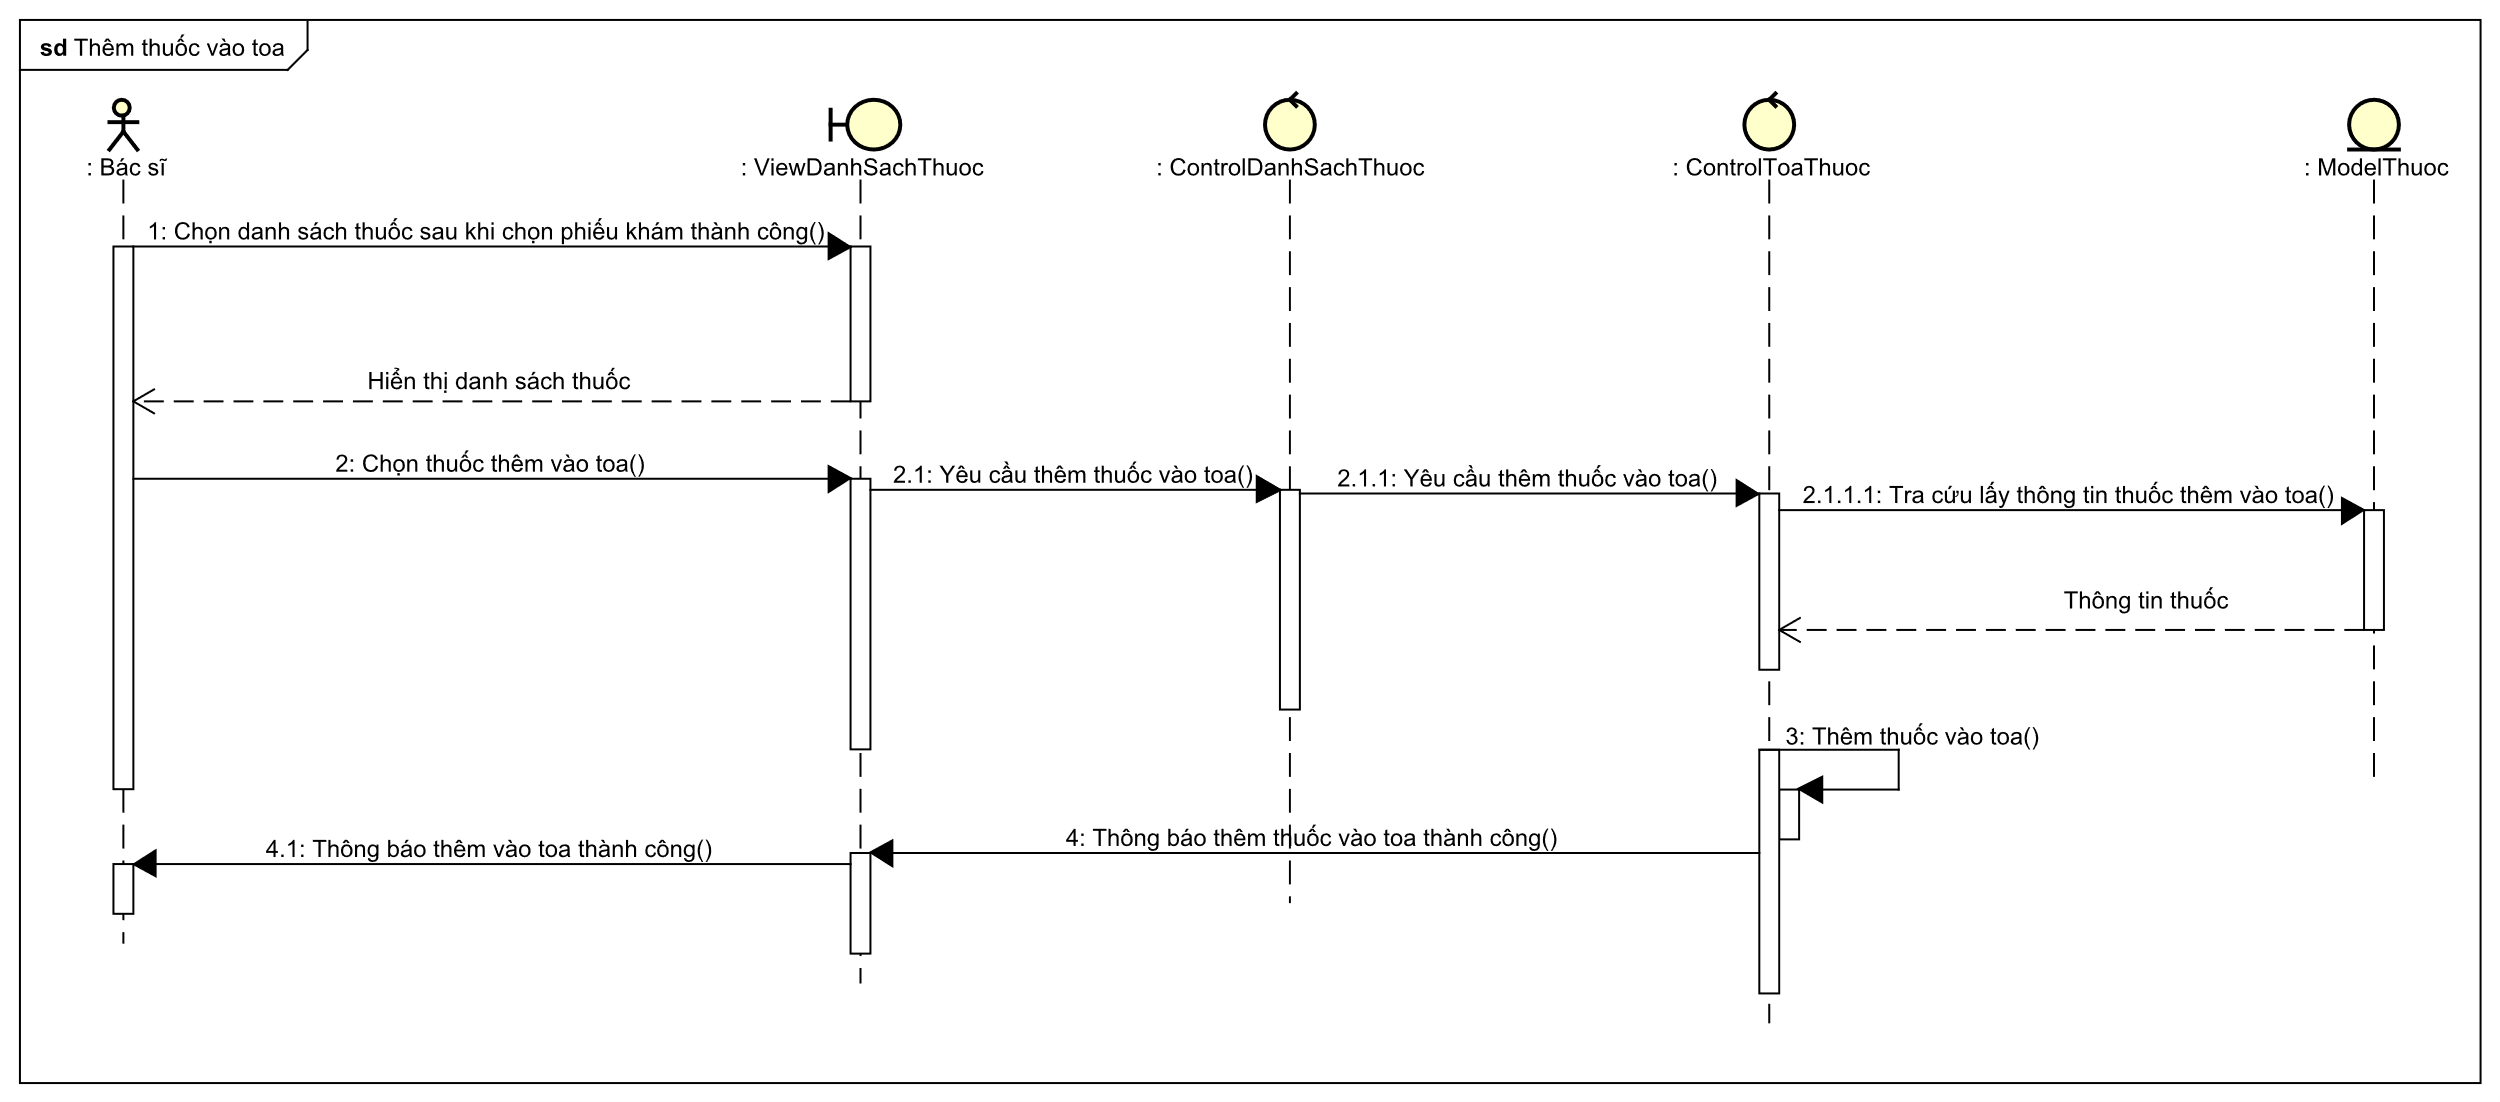 sd Thêm thuốc vào toa
: Bác sĩ
: ViewDanhSachThuoc
: ControlDanhSachThuoc
: ControlToaThuoc
: ModelThuoc
1: Chọn danh sách thuốc sau khi chọn phiếu khám thành công()
Hiển thị danh sách thuốc
2: Chọn thuốc thêm vào toa()
2.1: Yêu cầu thêm thuốc vào toa()
2.1.1: Yêu cầu thêm thuốc vào toa()
2.1.1.1: Tra cứu lấy thông tin thuốc thêm vào toa()
Thông tin thuốc
3: Thêm thuốc vào toa()
4: Thông báo thêm thuốc vào toa thành công()
4.1: Thông báo thêm vào toa thành công()